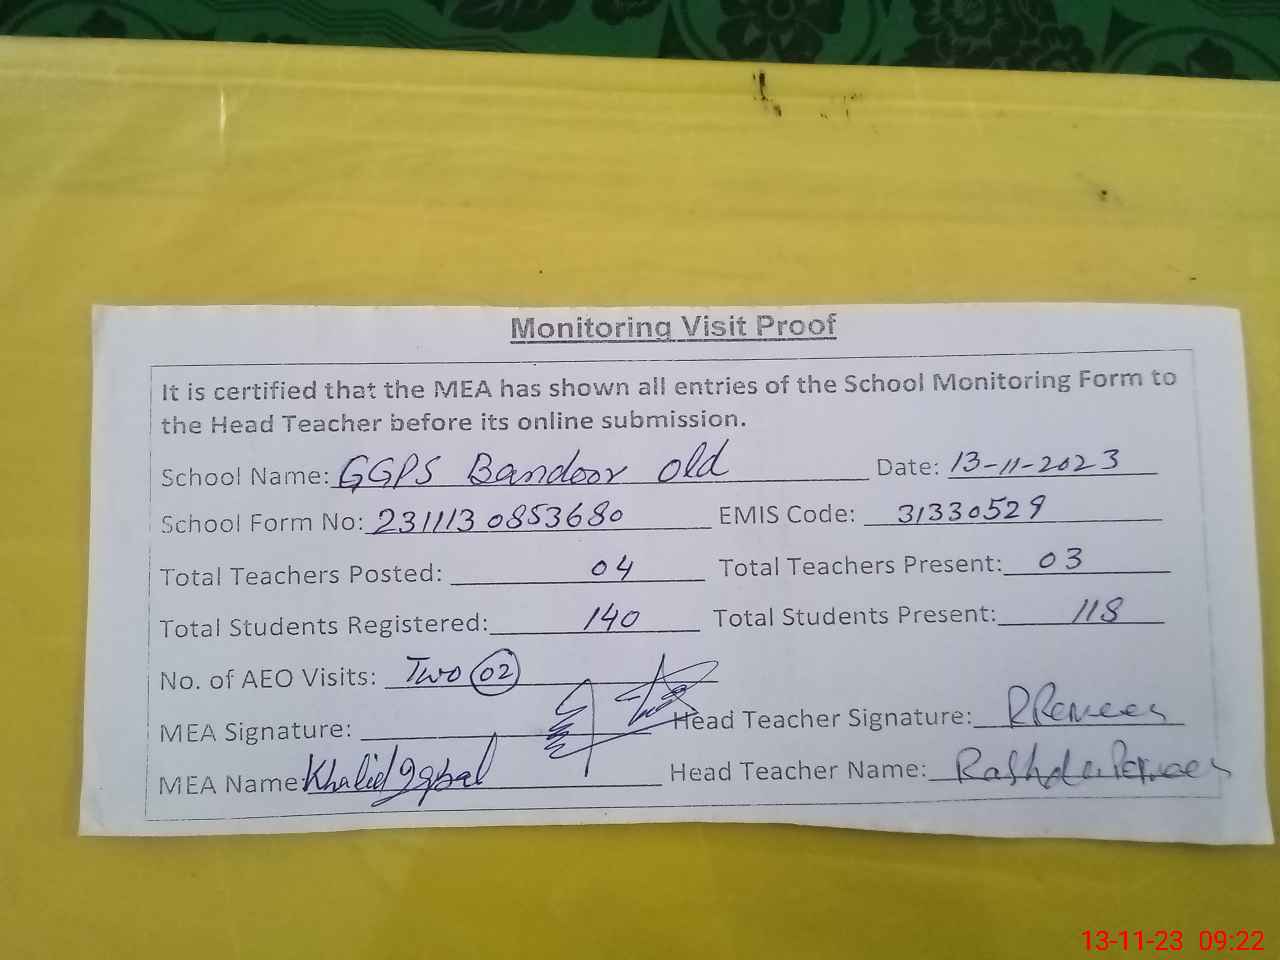 Monitoring Visit Proof
It is certified that the MEA has shown all entries of the School Monitoring Form to
the Head Teacher before its online submission.
School Name: GGPS Bandoor old Date: 13-11-2023
School Form No: 2311130853680 EMIS Code: 31330529
Total Teachers Posted: 04 Total Teachers Present: 03
Total Students Registered: 140 Total Students Present: 118
No. of AEO Visits: Two 02
MEA Signature: Head Teacher Signature:
MEA Name Khalid Iqbal Head Teacher Name:
13-11-23 09:22